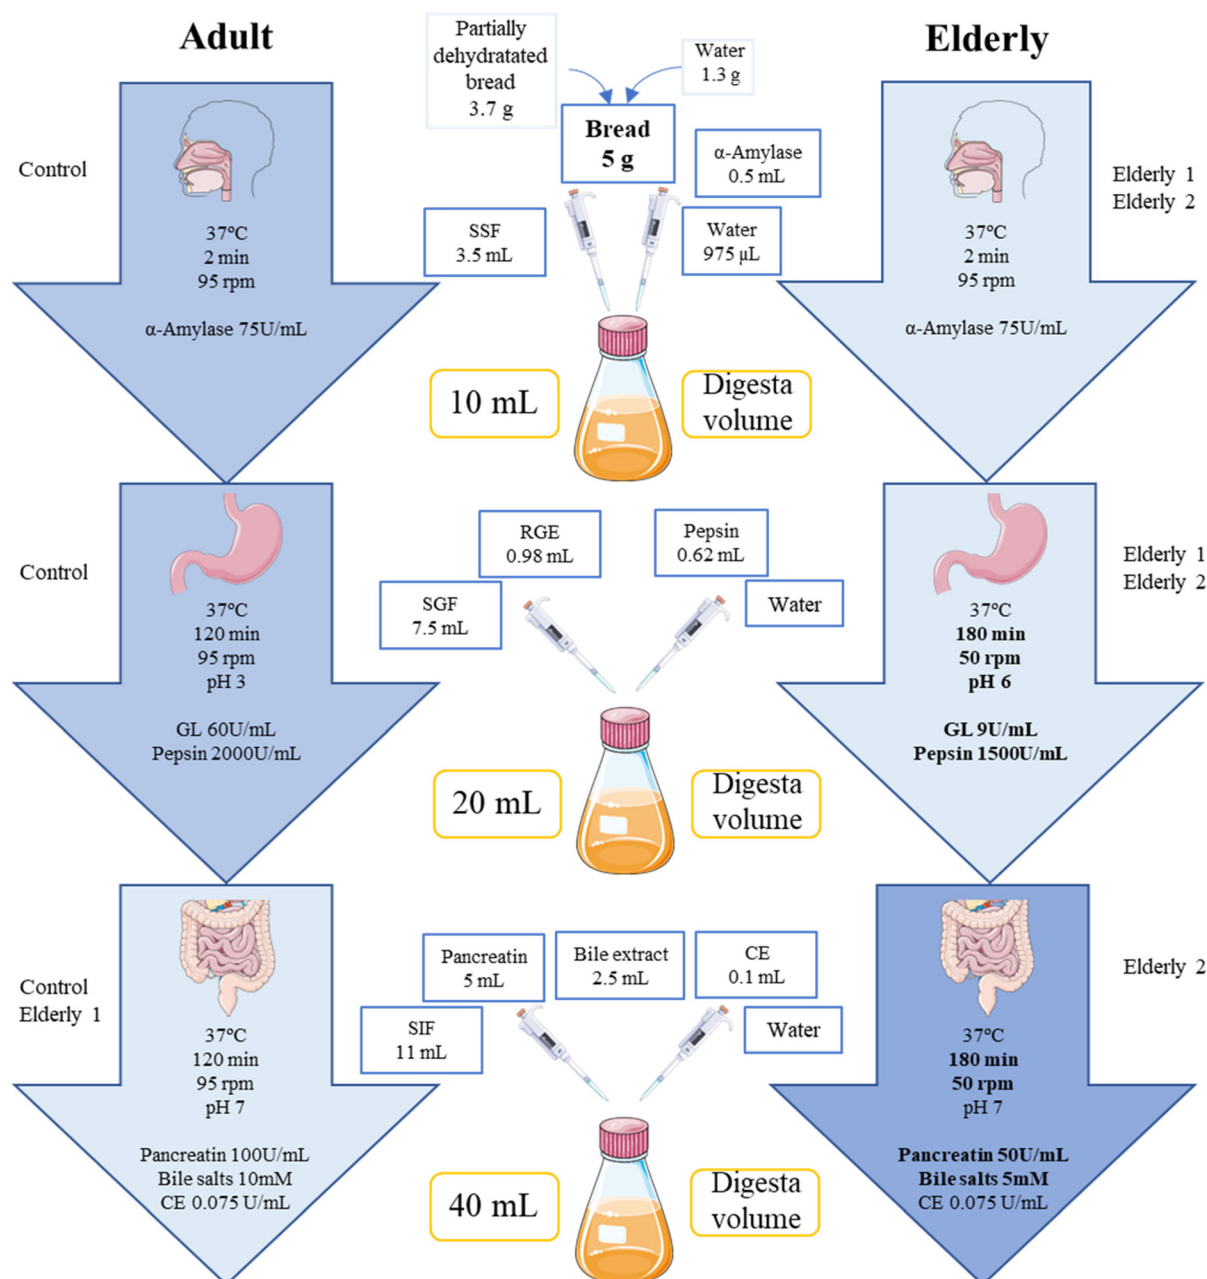 Adult
Elderly
Partially
dehydratated
bread
3.7 g
Water
1.3 g
Bread
5 g
α-Amylase
0.5 mL
SSF
3.5 mL
Water
975 µL
Control
37°C
2 min
95 rpm
α-Amylase 75U/mL
Elderly 1
Elderly 2
37°C
2 min
95 rpm
α-Amylase 75U/mL
10 mL
Digesta
volume
Control
37°C
120 min
95 rpm
pH 3
GL 60U/mL
Pepsin 2000U/mL
RGE
0.98 mL
Pepsin
0.62 mL
SGF
7.5 mL
Water
Elderly 1
Elderly 2
37°C
180 min
50 rpm
pH 6
GL 9U/mL
Pepsin 1500U/mL
20 mL
Digesta
volume
Control
Elderly 1
37°C
120 min
95 rpm
pH 7
Pancreatin 100U/mL
Bile salts 10mM
CE 0.075 U/mL
Pancreatin
5 mL
Bile extract
2.5 mL
CE
0.1 mL
SIF
11 mL
Water
Elderly 2
37°C
180 min
50 rpm
pH 7
Pancreatin 50U/mL
Bile salts 5mM
CE 0.075 U/mL
40 mL
Digesta
volume